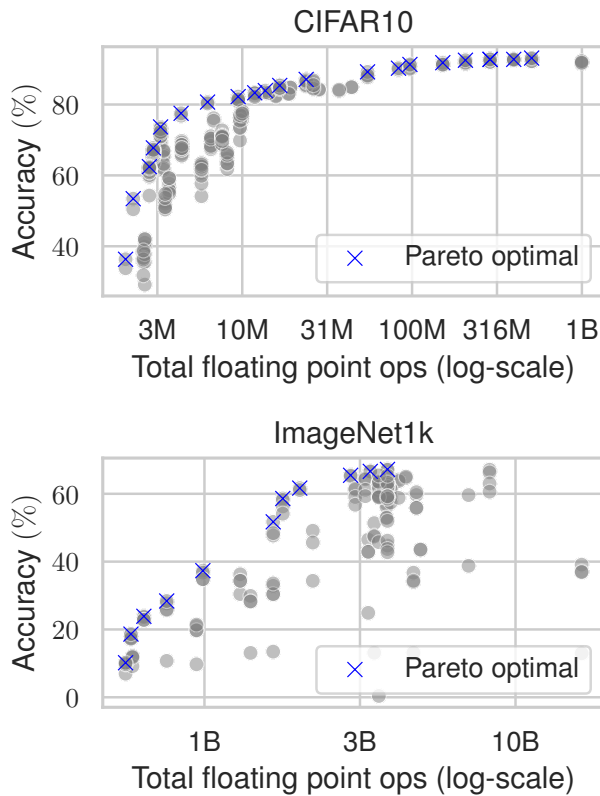 CIFAR10
Accuracy (%)
80
60
40
Pareto optimal
3M 10M 31M 100M 316M 1B
Total floating point ops (log-scale)
ImageNet1k
Accuracy (%)
60
40
20
0
Pareto optimal
1B 3B 10B
Total floating point ops (log-scale)